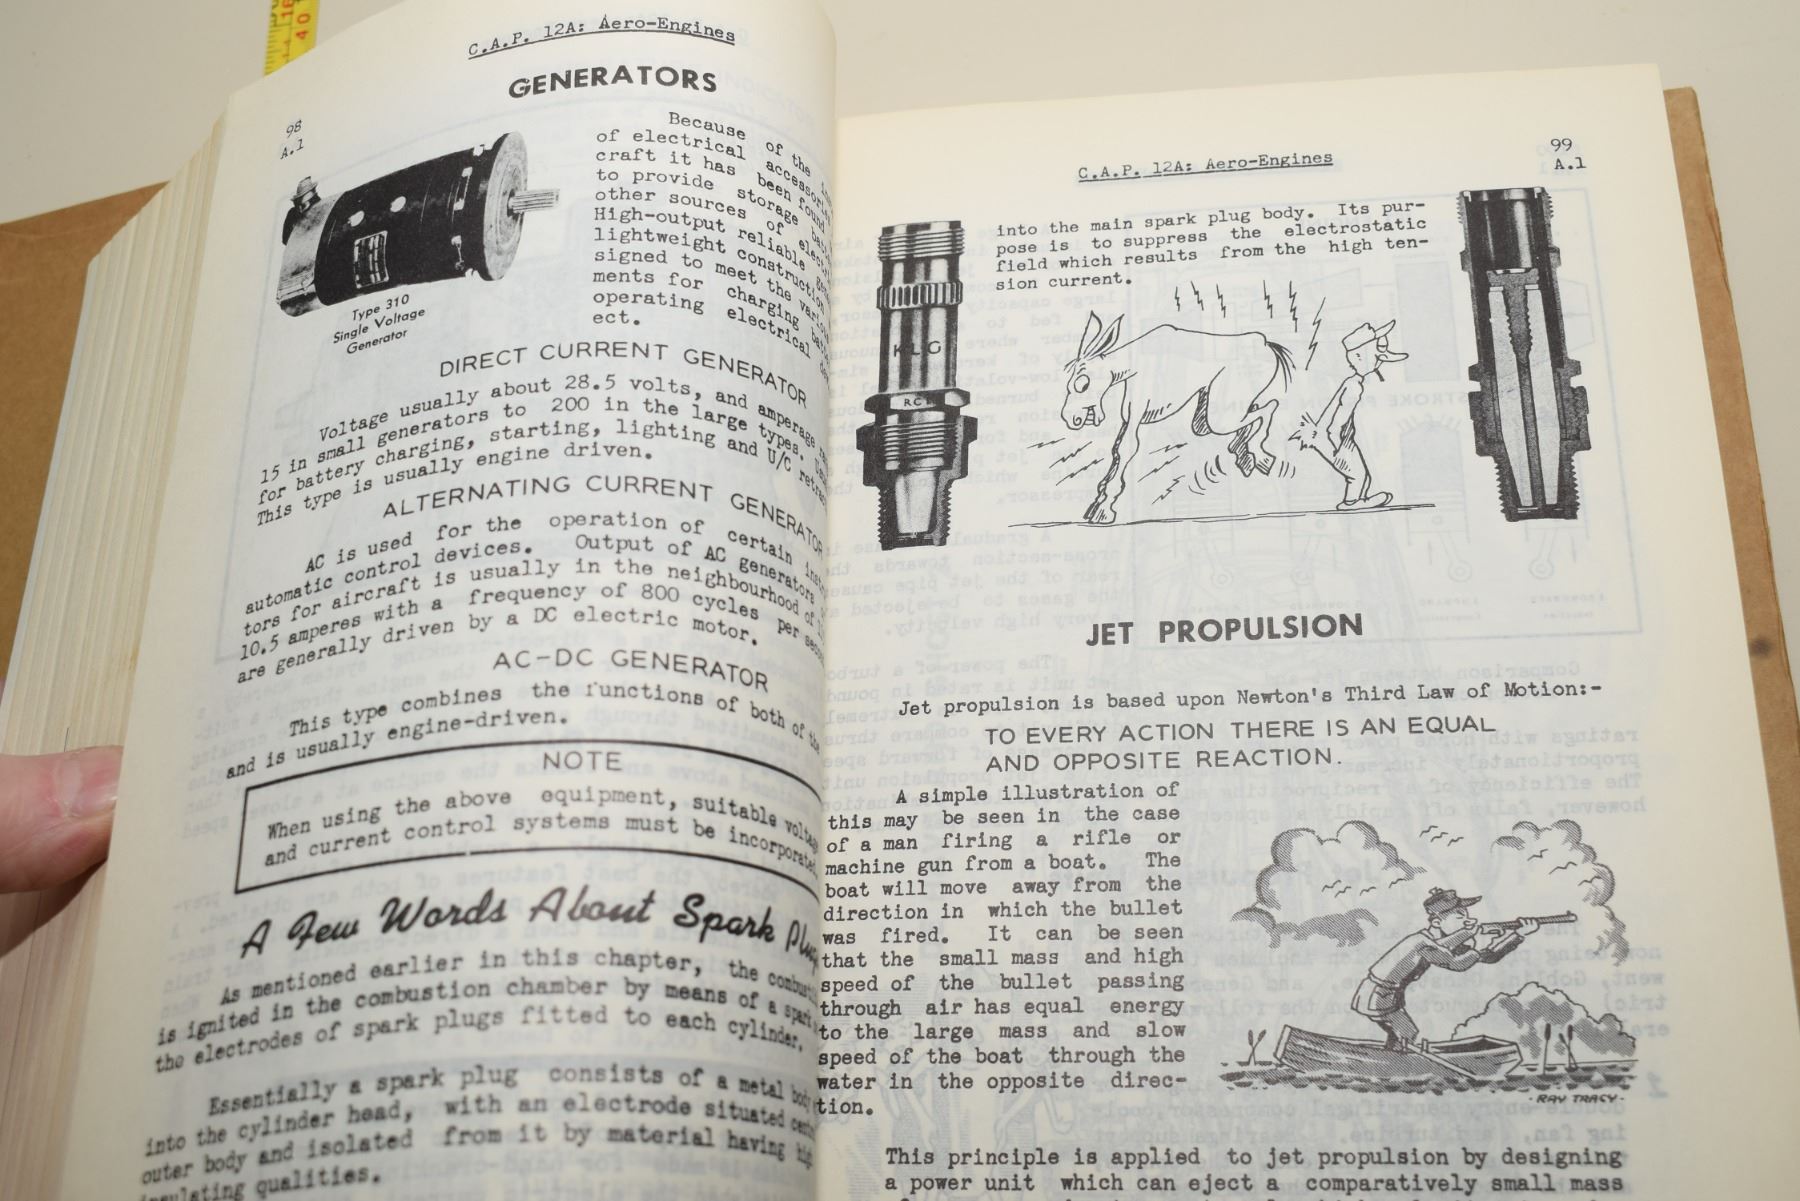 16
40
C.A.P. 12A: Aero-Engines
GENERATORS
98
A.1
Because of the
of electrical accessories
craft it has been found
to provide storage
other sources of
High-output reliable
lightweight construction
signed to meet the various
ments for charging
operating electrical
ect.
Type 310
Single Voltage
Generator
DIRECT CURRENT GENERATOR
Voltage usually about 28.5 volts, and amperage
15 in small generators to 200 in the large types.
for battery charging, starting, lighting and U/C
This type is usually engine driven.
ALTERNATING CURRENT GENERATOR
AC is used for the operation of certain
automatic control devices. Output of AC generators
tors for aircraft is usually in the neighbourhood of
10.5 amperes with a frequency of 800 cycles per
are generally driven by a DC electric motor.
AC-DC GENERATOR
This type combines the functions of both of the
and is usually engine-driven.
NOTE
When using the above equipment, suitable voltage
and current control systems must be incorporated.
A Few Words About Spark Plugs
As mentioned earlier in this chapter, the
is ignited in the combustion chamber by means of a spark
the electrodes of spark plugs fitted to each cylinder.
Essentially a spark plug consists of a metal body
into the cylinder head, with an electrode situated
outer body and isolated from it by material having
insulating qualities.
99
A.1
C.A.P. 12A: Aero-Engines
into the main spark plug body. Its pur-
pose is to suppress the electrostatic
field which results from the high ten-
sion current.
KLG
JET PROPULSION
Jet propulsion is based upon Newton's Third Law of Motion:-
TO EVERY ACTION THERE IS AN EQUAL
AND OPPOSITE REACTION.
A simple illustration of
this may be seen in the case
of a man firing a rifle or
machine gun from a boat. The
boat will move away from the
direction in which the bullet
was fired. It can be seen
that the small mass and high
speed of the bullet passing
through air has equal energy
to the large mass and slow
speed of the boat through the
water in the opposite direc-
tion.
-RAY TRACY-
This principle is applied to jet propulsion by designing
a power unit which can eject a comparatively small mass